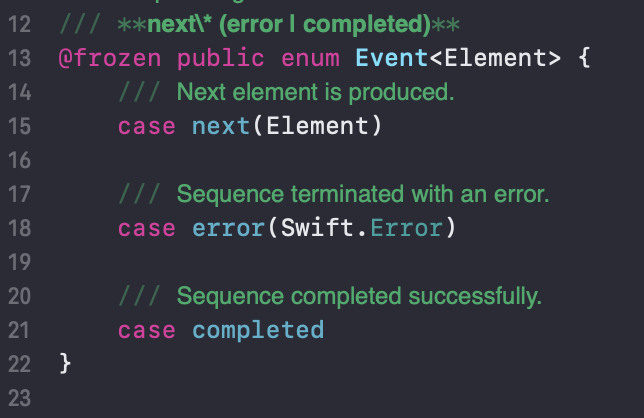 12 /// **next\* (error | completed)**
13 @frozen public enum Event<Element> {
14 /// Next element is produced.
15 case next(Element)
16
17 /// Sequence terminated with an error.
18 case error(Swift.Error)
19
20 /// Sequence completed successfully.
21 case completed
22 }
23